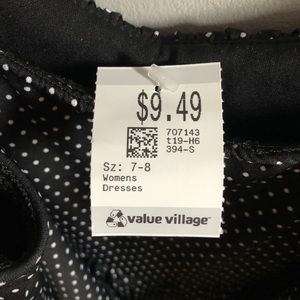 $9.49
707143
t19-H6
394-S
Sz: 7-8
Womens
Dresses
value village